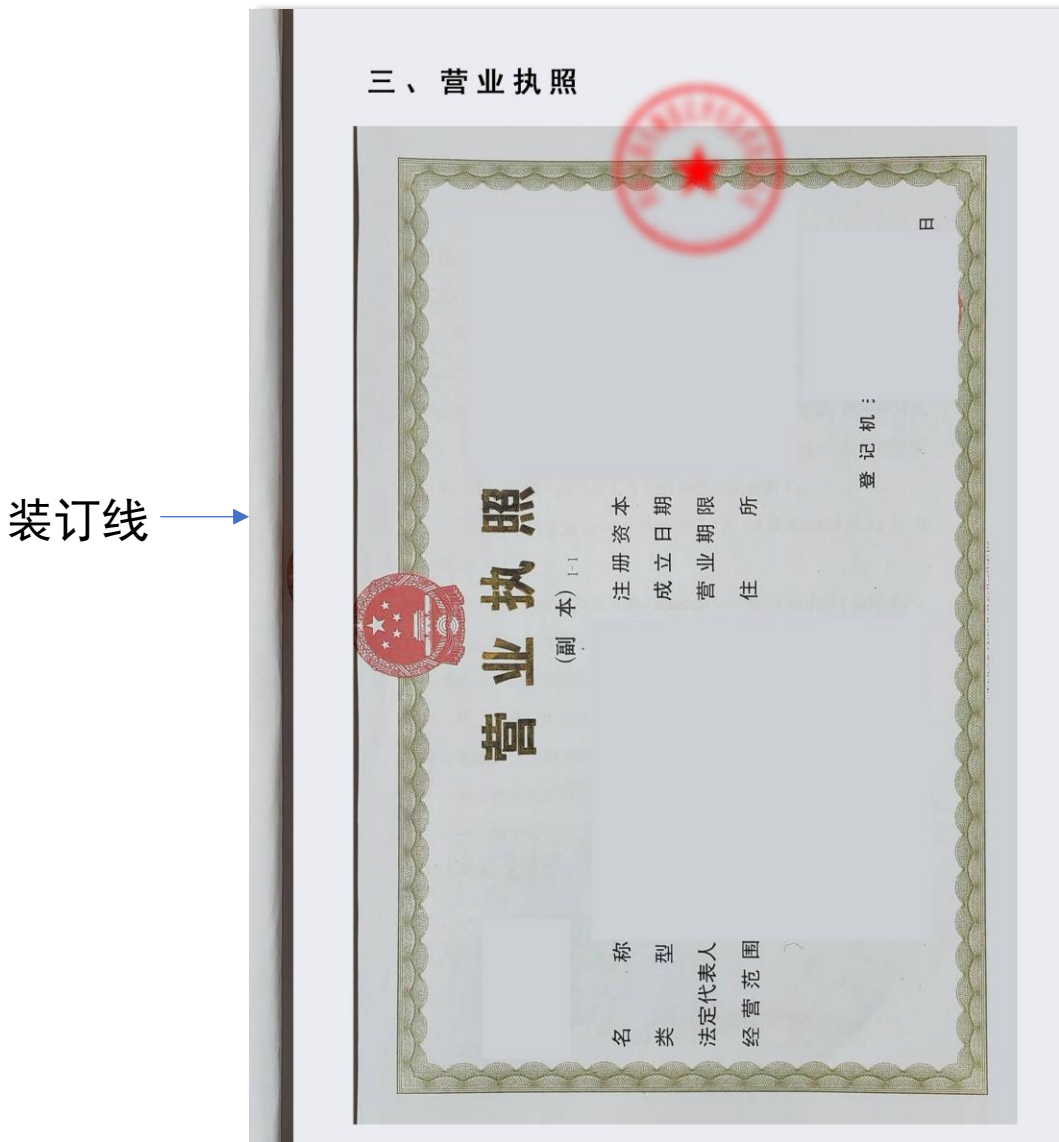 三、营业执照
装订线
营业执照
(副 本) 1-1
名 称
类 型
法定代表人
经营范围
注册资本
成立日期
营业期限
住 所
登记机
日